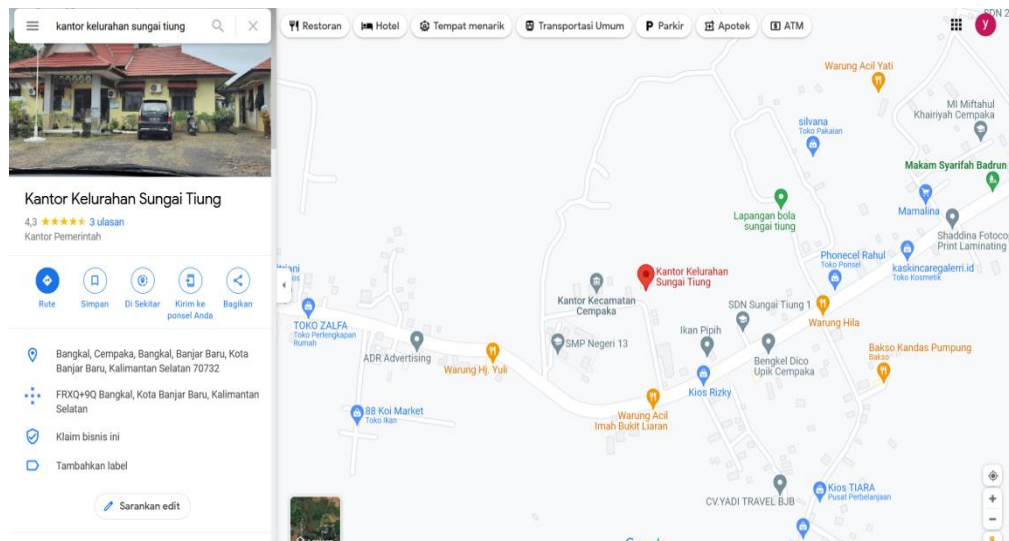 kantor kelurahan sungai tiung
Kantor Kelurahan Sungai Tiung
4,3
3 ulasan
Kantor Pemerintah
Rute
Simpan
Di Sekitar
Kirim ke
ponsel Anda
Bagikan
Bangkal, Cempaka, Bangkal, Banjar Baru, Kota
Banjar Baru, Kalimantan Selatan 70732
FRXQ+9Q Bangkal, Kota Banjar Baru, Kalimantan
Selatan
Klaim bisnis ini
Tambahkan label
Sarankan edit
Restoran
Hotel
Tempat menarik
Transportasi Umum
P Parkir
Apotek
ATM
SDN 2
y
Warung Acil Yati
MI Miftahul
Khairiyah Cempaka
silvana
Toko Pakaian
Makam Syarifah Badrun
Lapangan bola
sungai tiung
Mamalina
Shaddina Fotoco
Print Laminating
Phonecel Rahul
Toko Ponsel
kaskincaregalerri.id
Toko Kosmetik
Kantor Kelurahan
Sungai Tiung
Kantor Kecamatan
Cempaka
SDN Sungai Tiung 1
Warung Hila
TOKO ZALFA
Toko Perlengkapan
Rumah
ADR Advertising
SMP Negeri 13
Ikan Pipih
Bengkel Dico
Upik Cempaka
Bakso Kandas Pumpung
Bakso
Warung Hj. Yuli
Kios Rizky
88 Koi Market
Toko Ikan
Warung Acil
Imah Bukit Liaran
CV.YADI TRAVEL BJB
Kios TIARA
Pusat Perbelanjaan